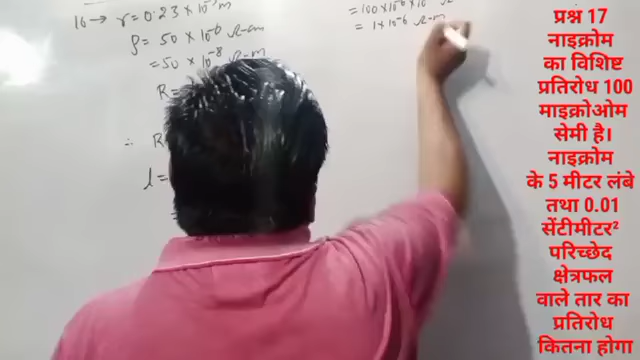 16 → r = 0.23 × 10⁻³ m
ρ = 50 × 10⁻⁶ Ω-cm
= 50 × 10⁻⁸ Ω-m
R =
∴ R
l =
= 100 × 10⁻⁶ × 10
= 1 × 10⁻⁶ Ω-m
प्रश्न 17
नाइक्रोम
का विशिष्ट
प्रतिरोध 100
माइक्रोओम
सेमी है।
नाइक्रोम
के 5 मीटर लंबे
तथा 0.01
सेंटीमीटर²
परिच्छेद
क्षेत्रफल
वाले तार का
प्रतिरोध
कितना होगा